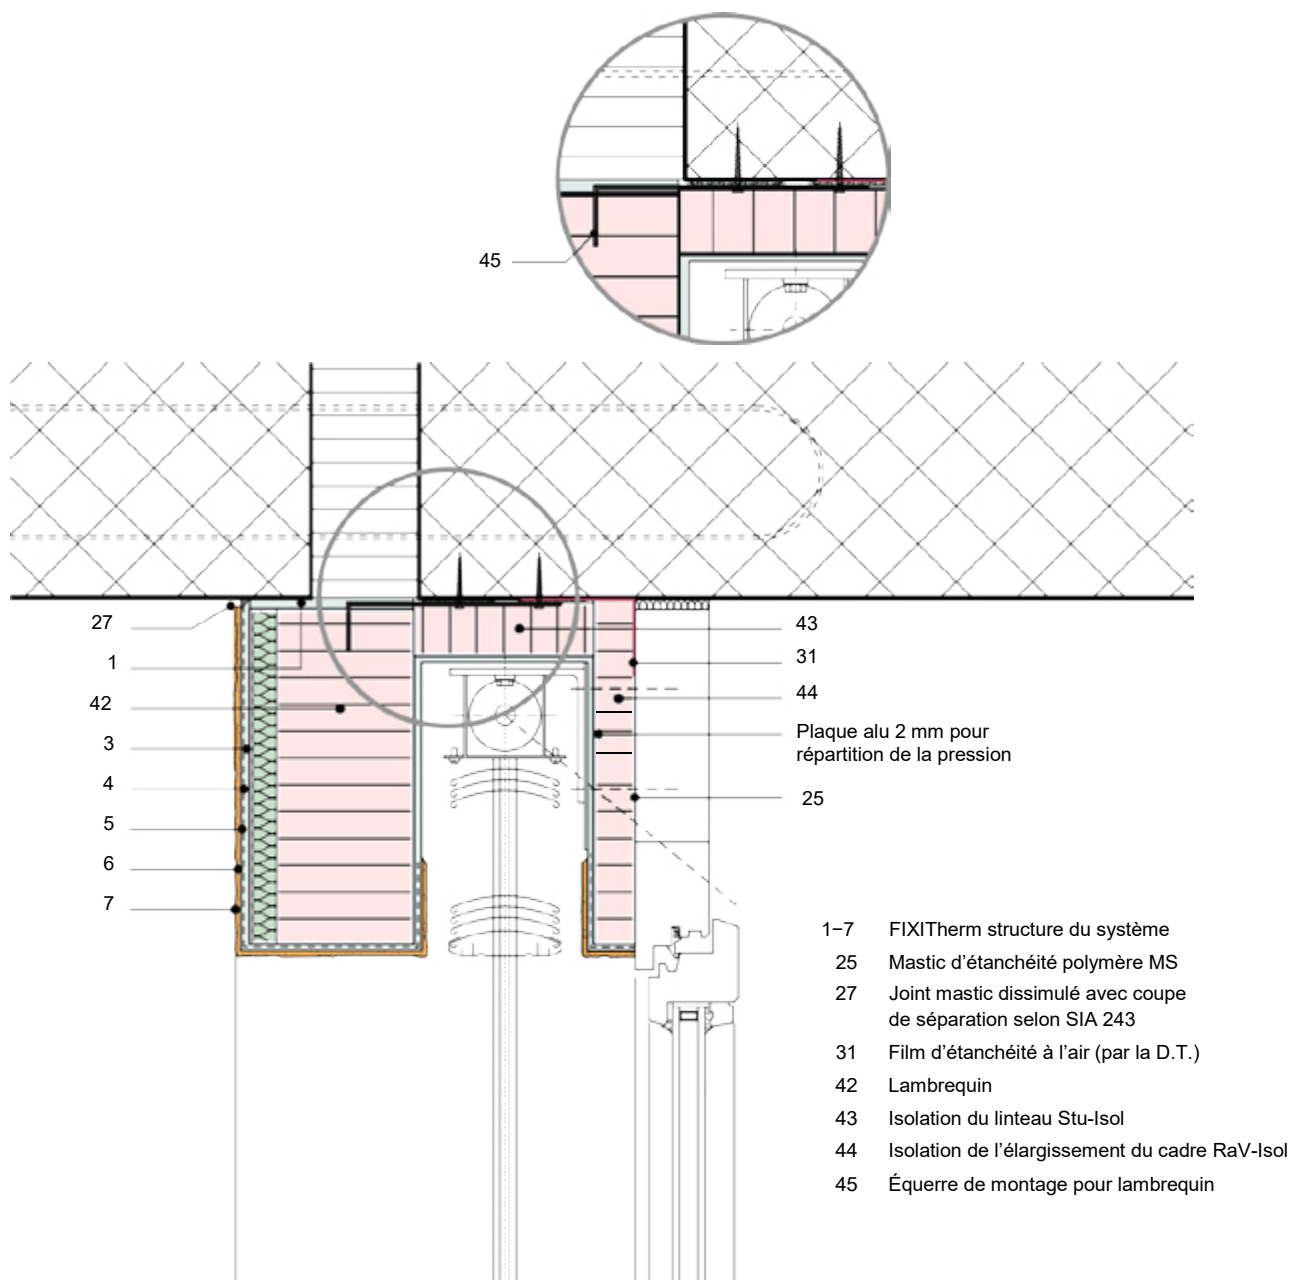 45
27
1
42
3
4
5
6
7
43
31
44
Plaque alu 2 mm pour
répartition de la pression
25
1–7 FIXITherm structure du système
25 Mastic d’étanchéité polymère MS
27 Joint mastic dissimulé avec coupe
de séparation selon SIA 243
31 Film d’étanchéité à l’air (par la D.T.)
42 Lambrequin
43 Isolation du linteau Stu-Isol
44 Isolation de l’élargissement du cadre RaV-Isol
45 Équerre de montage pour lambrequin